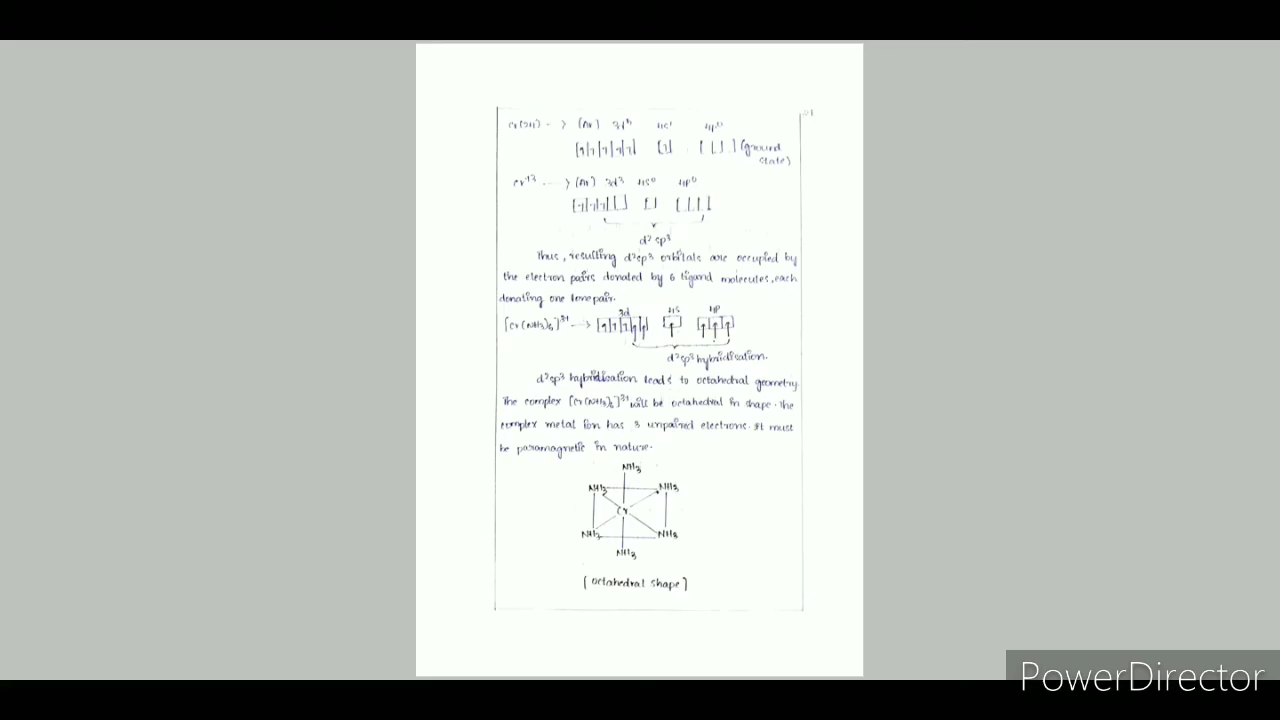 Cr(24) --> [Ar] 3d⁵ 4s¹ 4p⁰
(ground state)
Cr⁺³ ----> [Ar] 3d³ 4s⁰ 4p⁰
d²sp³
Thus, resulting d²sp³ orbitals are occupied by
the electron pairs donated by 6 ligand molecules, each
donating one lone pair.
3d 4s 4p
[Cr(NH₃)₆]³⁺ --->
d²sp³ hybridisation.
d²sp³ hybridisation leads to octahedral geometry.
The complex [Cr(NH₃)₆]³⁺ will be octahedral in shape. The
complex metal ion has 3 unpaired electrons. It must
be paramagnetic in nature.
NH₃
NH₃ NH₃
Cr
NH₃ NH₃
NH₃
[octahedral shape]
PowerDirector